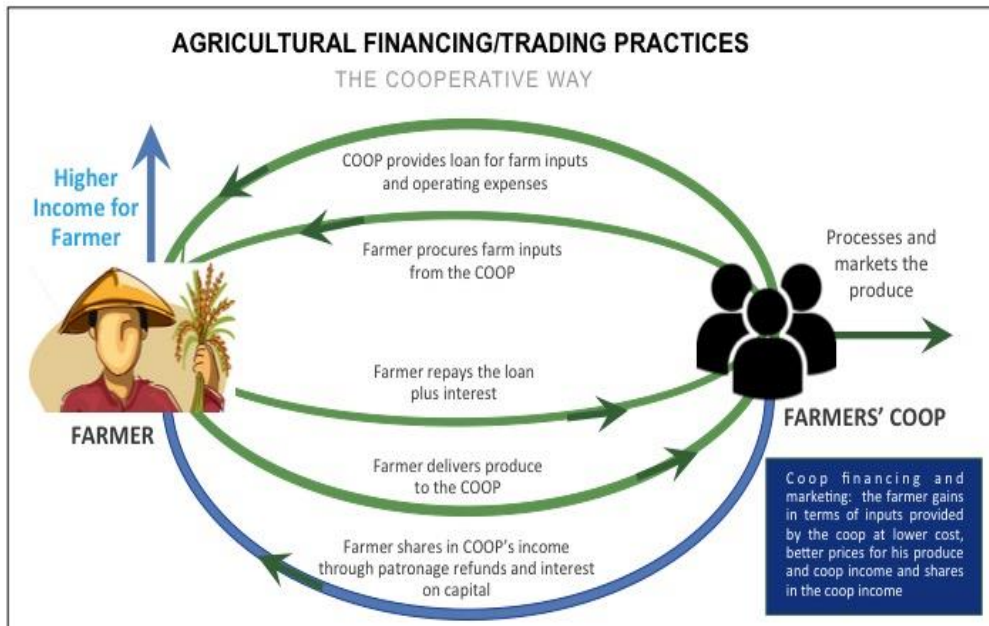 AGRICULTURAL FINANCING/TRADING PRACTICES
THE COOPERATIVE WAY
COOP provides loan for farm inputs
and operating expenses
Higher
Income for
Farmer
Farmer procures farm inputs
from the COOP
Processes and
markets the
produce
Farmer repays the loan
plus interest
FARMER
FARMERS' COOP
Farmer delivers produce
to the COOP
Farmer shares in COOP's income
through patronage refunds and interest
on capital
Coop financing and
marketing: the farmer gains
in terms of inputs provided
by the coop at lower cost,
better prices for his produce
and coop income and shares
in the coop income